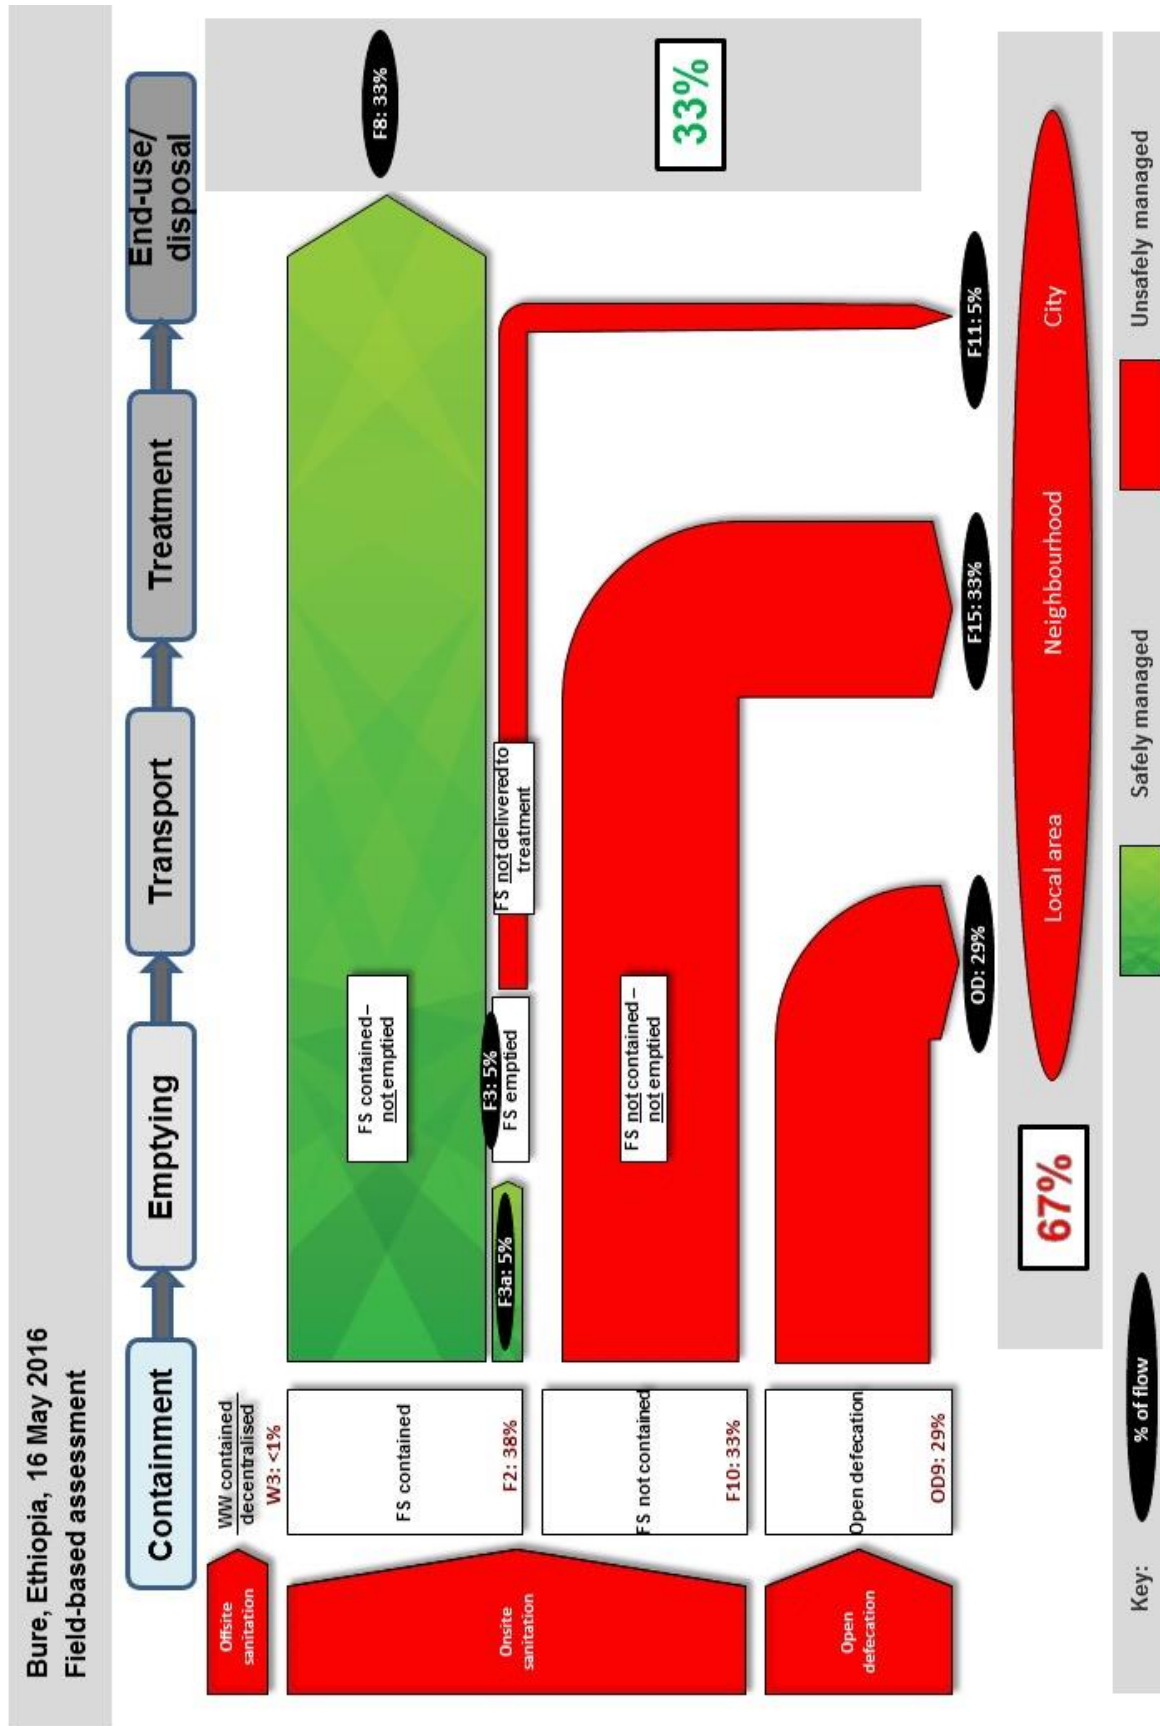 Bure, Ethiopia, 16 May 2016
Field-based assessment
Containment
Emptying
Transport
Treatment
End-use/
disposal
Offsite
sanitation
WW contained
decentralised
W3: <1%
Onsite
sanitation
FS contained
F2: 38%
FS contained–
not emptied
F8: 33%
F3a: 5%
F3: 5%
FS emptied
FS not delivered to
treatment
FS not contained
F10: 33%
FS not contained–
not emptied
33%
Open
defecation
Open defecation
OD9: 29%
OD: 29%
F15: 33%
F11: 5%
67%
Local area
Neighbourhood
City
Key:
% of flow
Safely managed
Unsafely managed